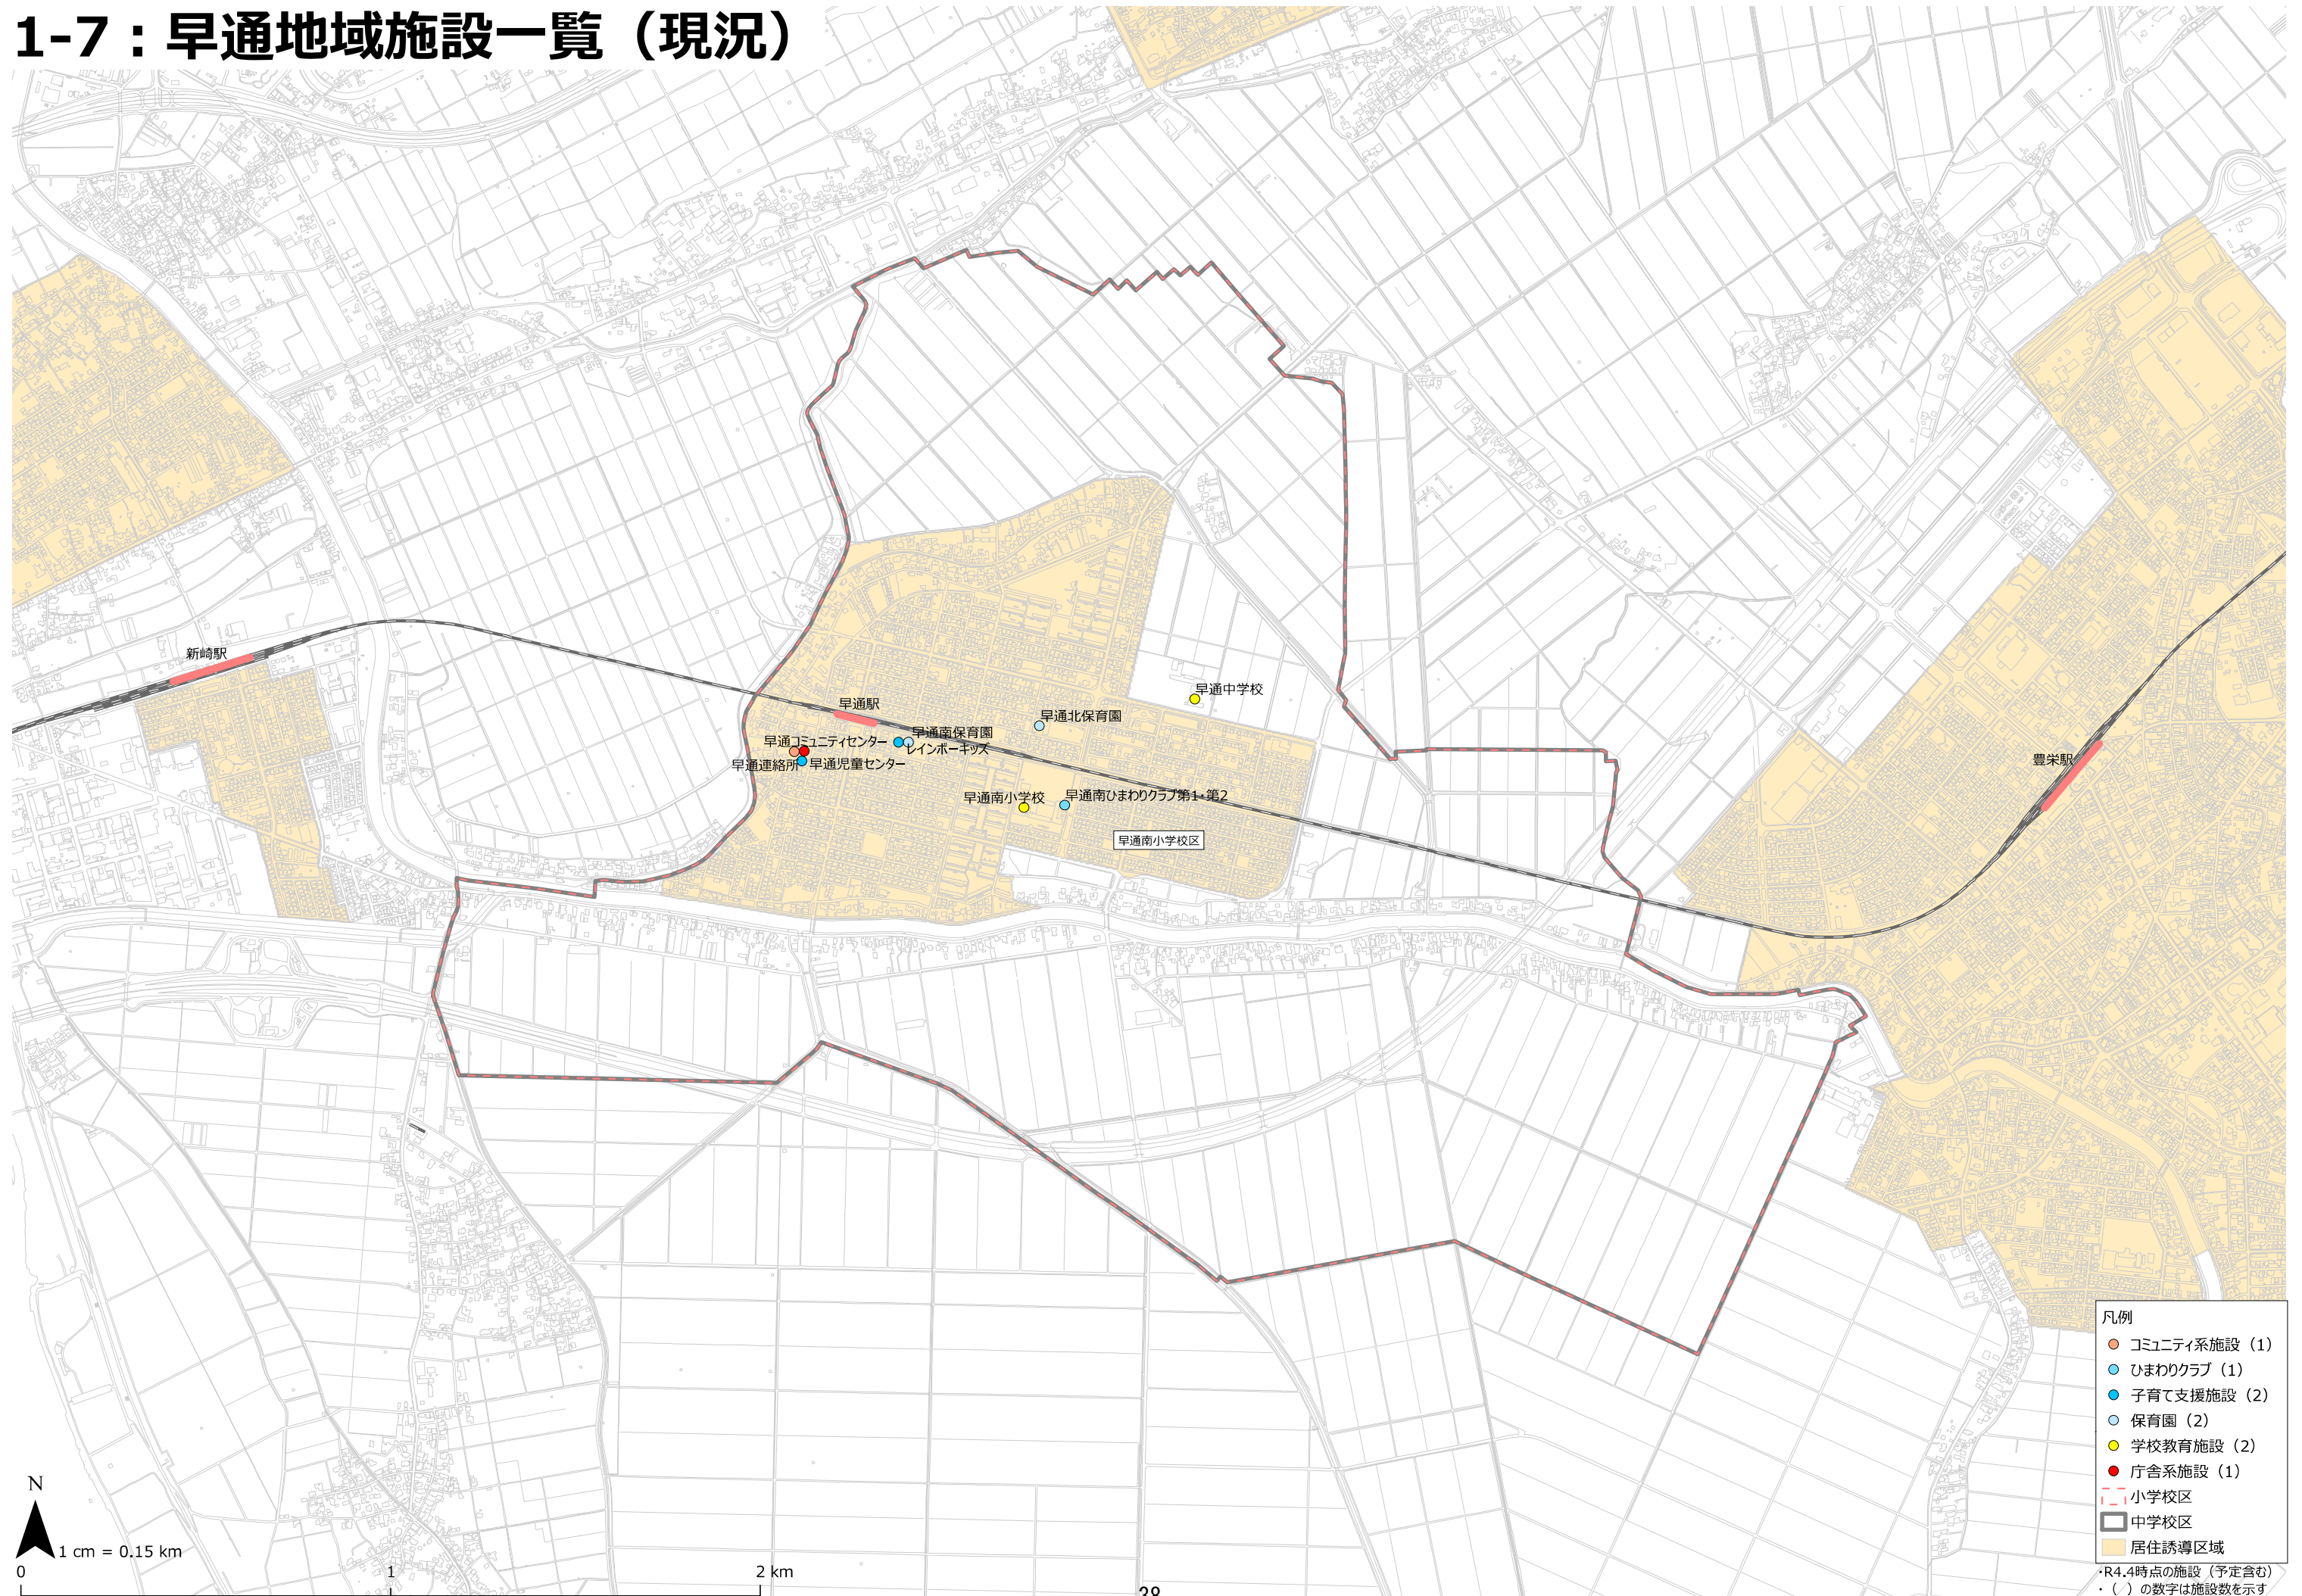 1-7：早通地域施設一覧（現況）
新崎駅
早通駅
早通中学校
早通北保育園
早通南保育園
早通コミュニティセンター
レインボーキッズ
早通連絡所
早通児童センター
豊栄駅
早通南小学校
早通南ひまわりクラブ第1・第2
早通南小学校区
凡例
コミュニティ系施設（1）
ひまわりクラブ（1）
子育て支援施設（2）
保育園（2）
学校教育施設（2）
庁舎系施設（1）
小学校区
中学校区
居住誘導区域
・R4.4時点の施設（予定含む）
・（ ）の数字は施設数を示す
N
1 cm = 0.15 km
0 1 2 km
38